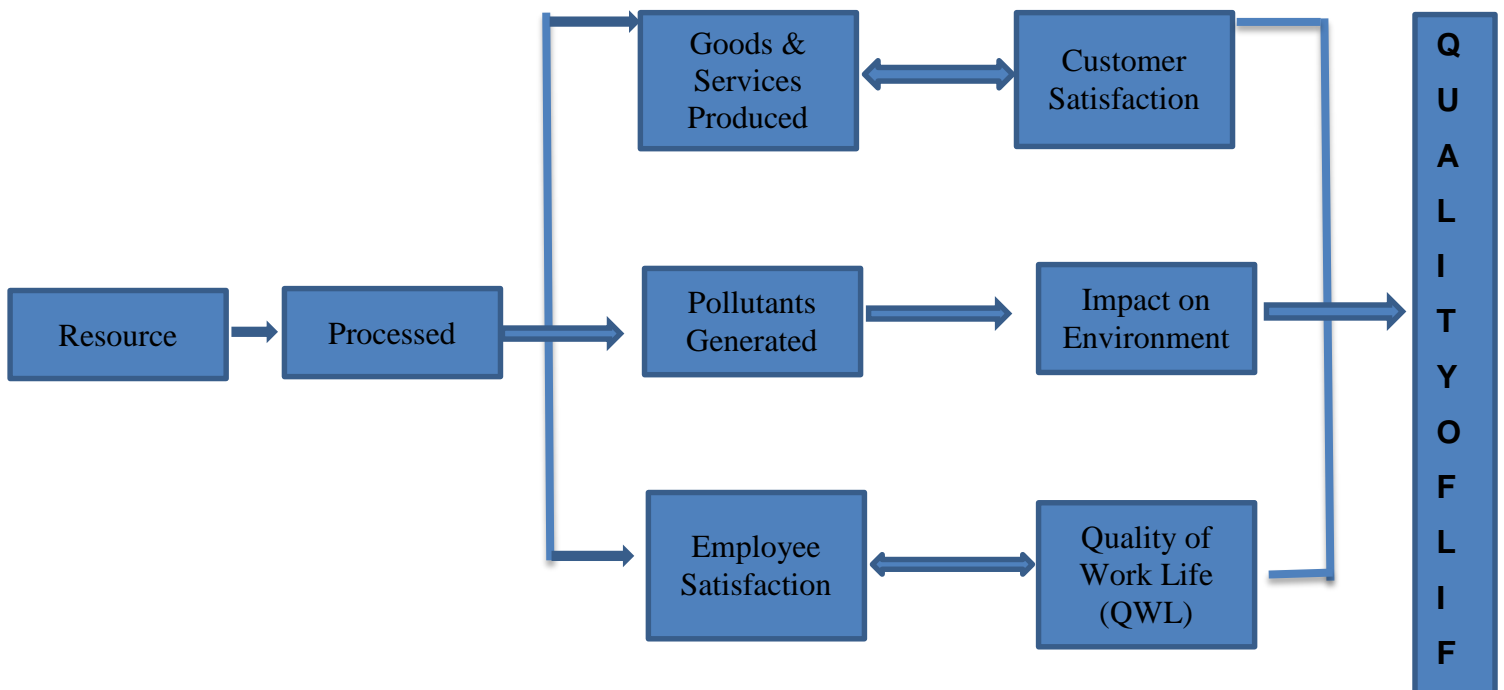 Goods &
Services
Produced
Customer
Satisfaction
Resource
Processed
Pollutants
Generated
Impact on
Environment
Employee
Satisfaction
Quality of
Work Life
(QWL)
Q
U
A
L
I
T
Y
O
F
L
I
F